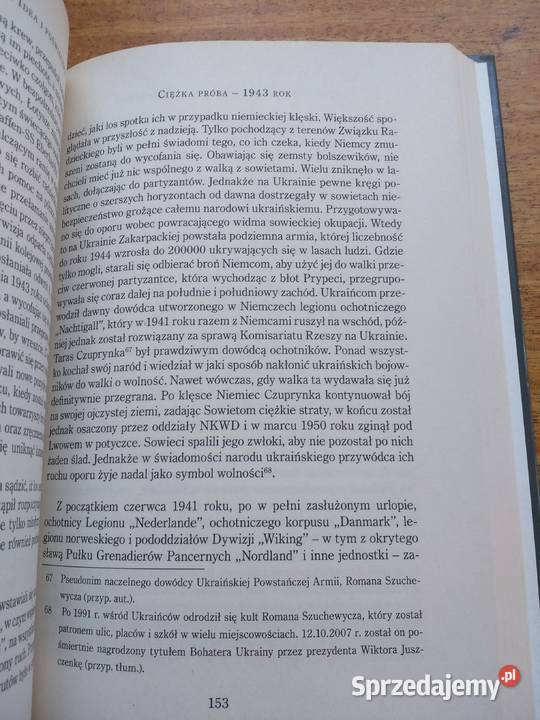 IDEA I
ną krew, przep
ą im piechot
Ciężka próba – 1943 rok
dzieć, jaki los spotka ich w przypadku niemieckiej klęski. Większość spo-
glądała w przyszłość z nadzieją. Tylko pochodzący z terenów Związku Ra-
dzieckiego byli w pełni świadomi tego, co ich czeka, kiedy Niemcy zmu-
szeni zostaną do wycofania się. Obawiając się zemsty bolszewików, nie
chcieli mieć już nic wspólnego z walką z sowietami. Wielu zniknęło w la-
sach, dołączając do partyzantów. Jednakże na Ukrainie pewne kręgi po-
lityczne o szerszych horyzontach od dawna dostrzegały w sowietach nie-
bezpieczeństwo grożące całemu narodowi ukraińskiemu. Przygotowywa-
no się do oporu wobec powracającego widma sowieckiej okupacji. Wtedy
to na Ukrainie Zakarpackiej powstała podziemna armia, której liczebność
do roku 1944 wzrosła do 200000 ukrywających się w lasach ludzi. Gdzie
tylko mogli, starali się odbierać broń Niemcom, aby użyć jej do walki prze-
ciw czerwonej partyzantce, która wychodząc z błot Prypeci, przegrupo-
wywała się coraz dalej na południe i południowy zachód. Ukraińcom prze-
wodził dawny dowódca utworzonego w Niemczech legionu ochotniczego
„Nachtigall”, który w 1941 roku razem z Niemcami ruszył na wschód, póź-
niej jednak został rozwiązany za sprawą Komisariatu Rzeszy na Ukrainie.
Taras Czuprynka67 był prawdziwym dowódcą ochotników. Ponad wszyst-
ko kochał swój naród i wiedział w jaki sposób nakłonić ukraińskich bojow-
ników do walki o wolność. Nawet wówczas, gdy walka ta wydawała się już
definitywnie przegrana. Po klęsce Niemiec Czuprynka kontynuował bój
na swojej ojczystej ziemi, zadając Sowietom ciężkie straty, w końcu został
jednak osaczony przez oddziały NKWD i w marcu 1950 roku zginął pod
Lwowem w potyczce. Sowieci spalili jego zwłoki, aby nie pozostał po nich
żaden ślad. Jednakże w świadomości narodu ukraińskiego przywódca ich
ruchu oporu żyje nadal jako symbol wolności68.
Z początkiem czerwca 1941 roku, po w pełni zasłużonym urlopie,
ochotnicy Legionu „Nederlande”, ochotniczego korpusu „Danmark”, le-
gionu norweskiego i pododdziały Dywizji „Wiking” – w tym z okrytego
sławą Pułku Grenadierów Pancernych „Nordland” i inne jednostki – za-
67 Pseudonim naczelnego dowódcy Ukraińskiej Powstańczej Armii, Romana Szuche-
wycza (przyp. aut.).
68 Po 1991 r. wśród Ukraińców odrodził się kult Romana Szuchewycza, który został
patronem ulic, placów i szkół w wielu miejscowościach. 12.10.2007 r. został on po-
śmiertnie nagrodzony tytułem Bohatera Ukrainy przez prezydenta Wiktora Jusz-
czenkę (przyp. tłum.).
153
Sprzedajemy.pl